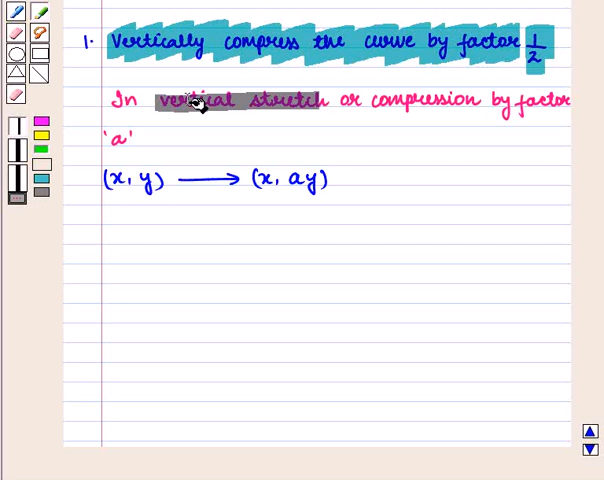 1. Vertically compress the curve by factor 1/2
In vertical stretch or compression by factor
'a'
(x, y) ⟶ (x, ay)